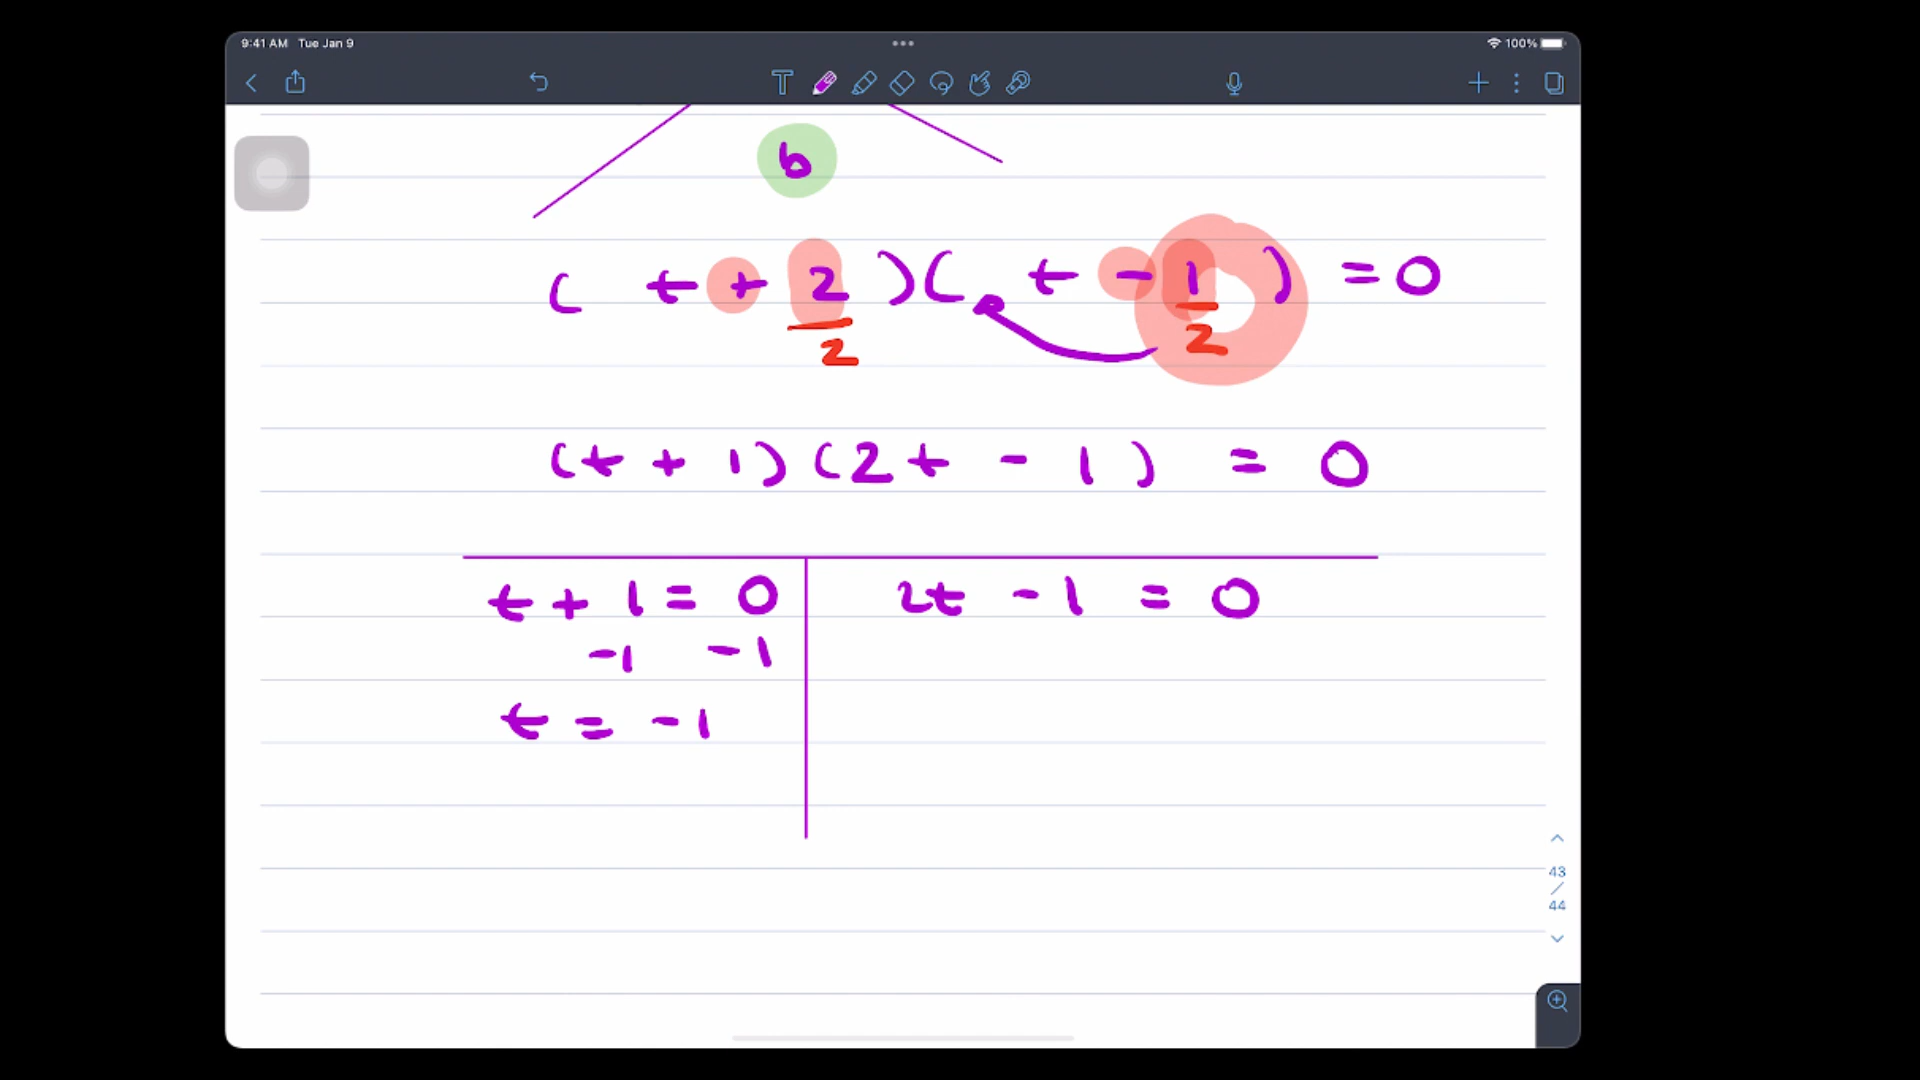 9:41 AM Tue Jan 9
100%
T
b
( t + 2/2 )( t - 1/2 ) = 0
(t + 1)(2t - 1) = 0
t + 1 = 0
-1 -1
t = -1
2t - 1 = 0
43
/
44